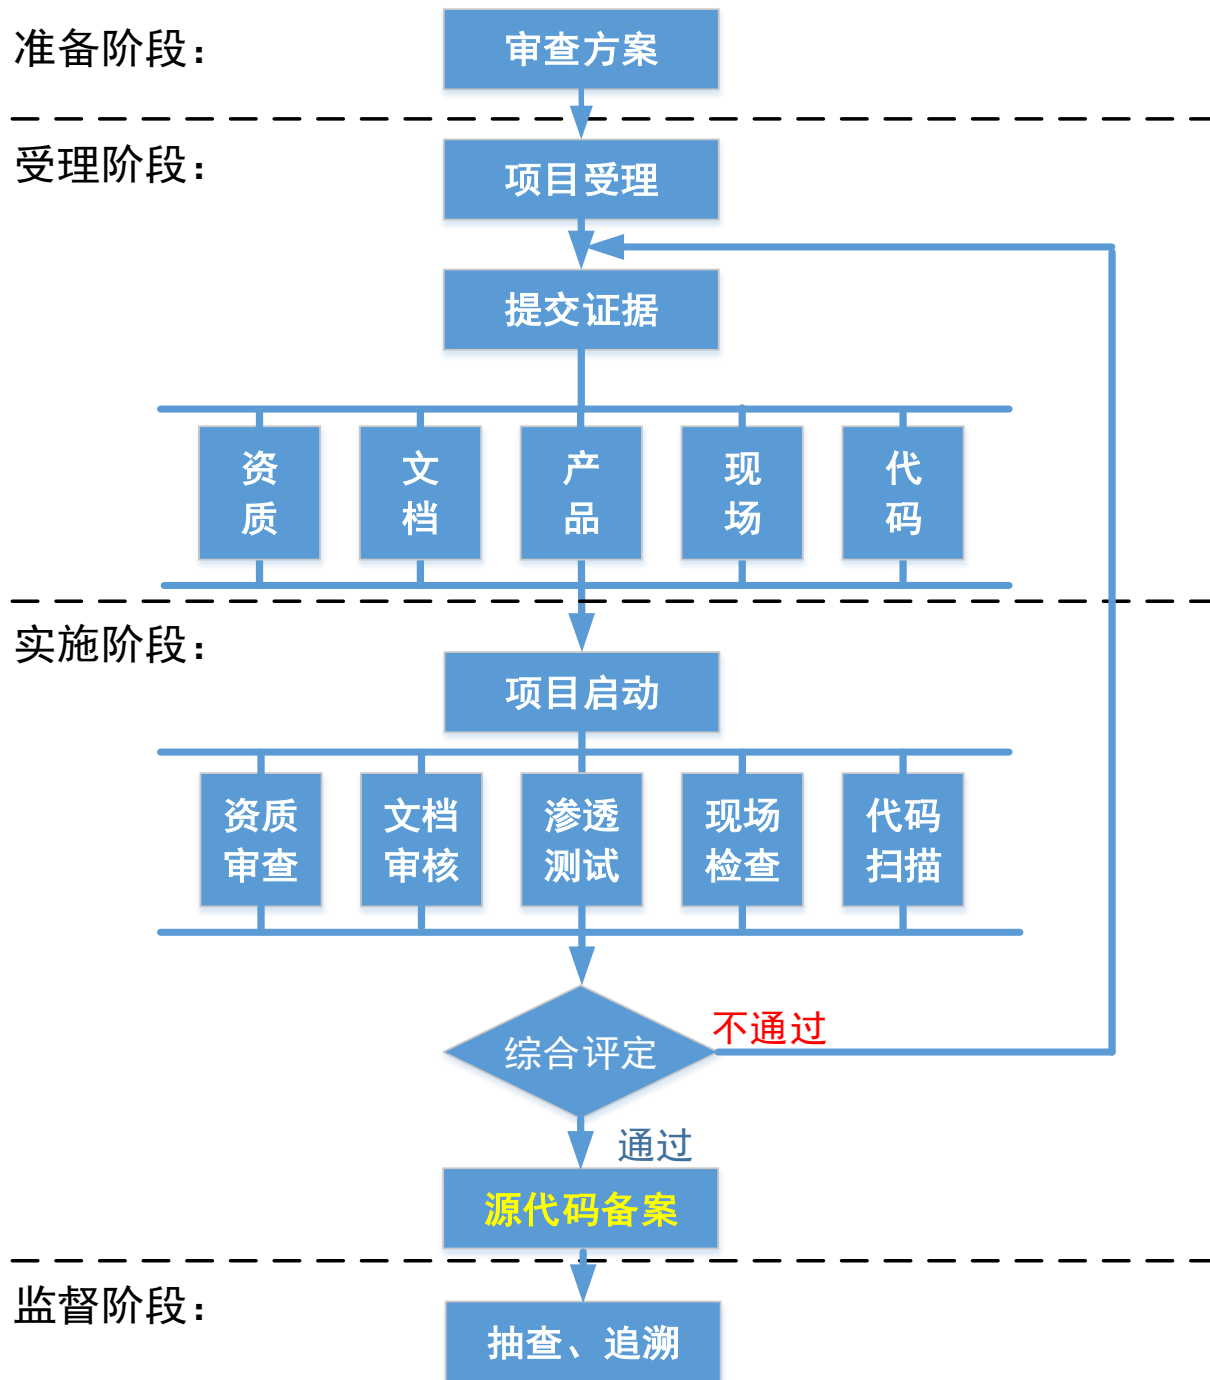 准备阶段：
审查方案
受理阶段：
项目受理
提交证据
资质
文档
产品
现场
代码
实施阶段：
项目启动
资质
审查
文档
审核
渗透
测试
现场
检查
代码
扫描
综合评定
不通过
通过
源代码备案
监督阶段：
抽查、追溯